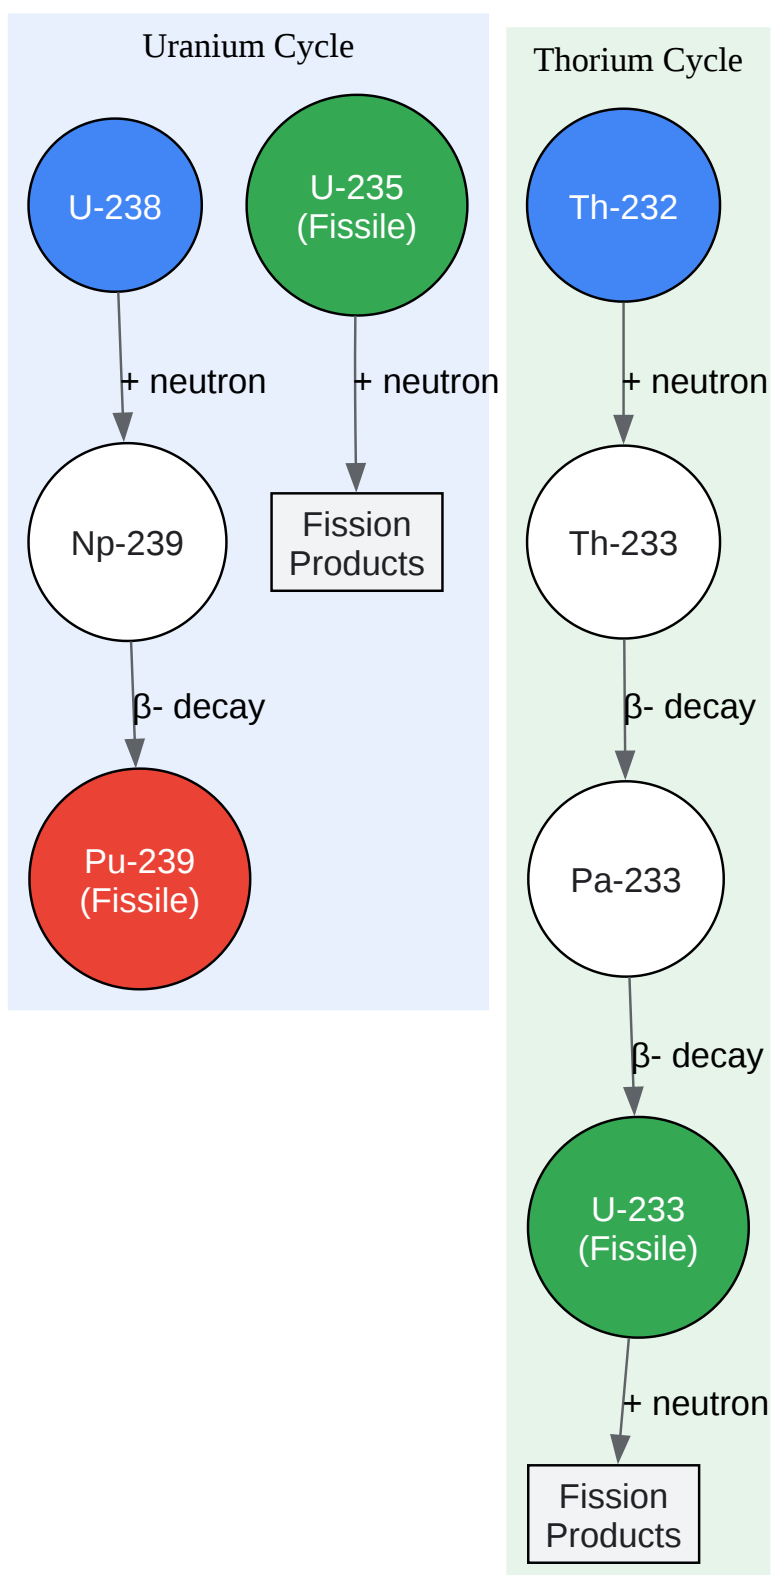 Uranium Cycle
U-238
U-235
(Fissile)
+ neutron
+ neutron
Np-239
Fission
Products
β- decay
Pu-239
(Fissile)
Thorium Cycle
Th-232
+ neutron
Th-233
β- decay
Pa-233
β- decay
U-233
(Fissile)
+ neutron
Fission
Products